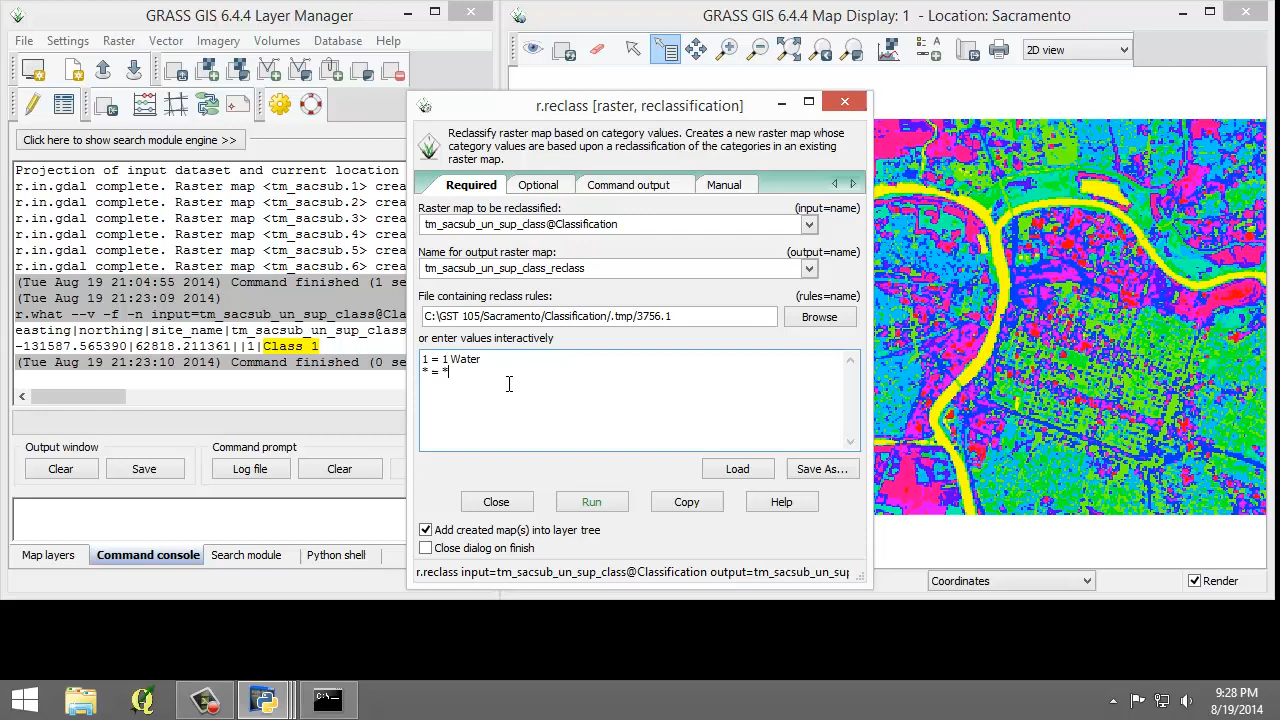 GRASS GIS 6.4.4 Layer Manager
GRASS GIS 6.4.4 Map Display: 1 - Location: Sacramento
File Settings Raster Vector Imagery Volumes Database Help
2D view
Click here to show search module engine >>
Projection of input dataset and current location
r.in.gdal complete. Raster map <tm_sacsub.1> crea
r.in.gdal complete. Raster map <tm_sacsub.2> crea
r.in.gdal complete. Raster map <tm_sacsub.3> crea
r.in.gdal complete. Raster map <tm_sacsub.4> crea
r.in.gdal complete. Raster map <tm_sacsub.5> crea
r.in.gdal complete. Raster map <tm_sacsub.6> crea
(Tue Aug 19 21:04:55 2014) Command finished (1 se
(Tue Aug 19 21:23:09 2014)
r.what --v -f -n input=tm_sacsub_un_sup_class@Cla
easting|northing|site_name|tm_sacsub_un_sup_class
-131587.565390|62818.211361||1|Class 1
(Tue Aug 19 21:23:10 2014) Command finished (0 se
Output window
Command prompt
Clear
Save
Log file
Clear
Map layers
Command console
Search module
Python shell
r.reclass [raster, reclassification]
Reclassify raster map based on category values. Creates a new raster map whose
category values are based upon a reclassification of the categories in an existing
raster map.
Required
Optional
Command output
Manual
Raster map to be reclassified:
(input=name)
tm_sacsub_un_sup_class@Classification
Name for output raster map:
(output=name)
tm_sacsub_un_sup_class_reclass
File containing reclass rules:
(rules=name)
C:\GST 105/Sacramento/Classification/.tmp/3756.1
Browse
or enter values interactively
1 = 1 Water
* = *
Load
Save As...
Close
Run
Copy
Help
Add created map(s) into layer tree
Close dialog on finish
r.reclass input=tm_sacsub_un_sup_class@Classification output=tm_sacsub_un_sup
Coordinates
Render
9:28 PM
8/19/2014